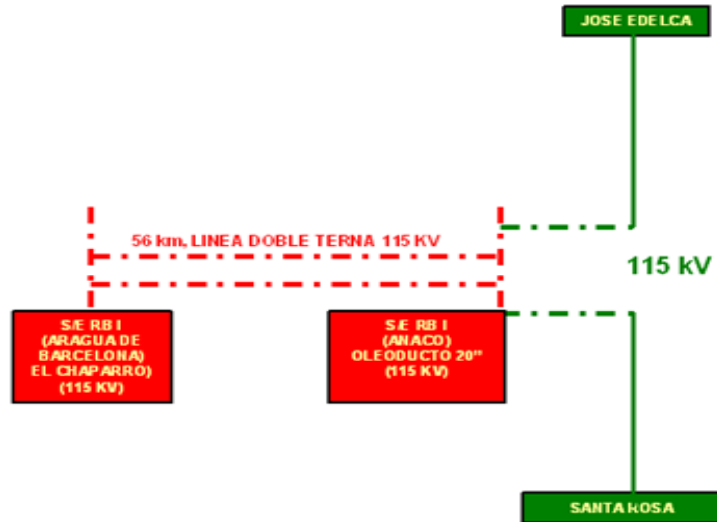 JOSE EDELCA
56 km, LINEA DOBLE TERNA 115 KV
115 kV
S/E RB I
(ARAGUA DE
BARCELONA)
EL CHAPARRO)
(115 KV)
S/E RB I
(ANACO)
OLEODUCTO 20"
(115 KV)
SANTA ROSA